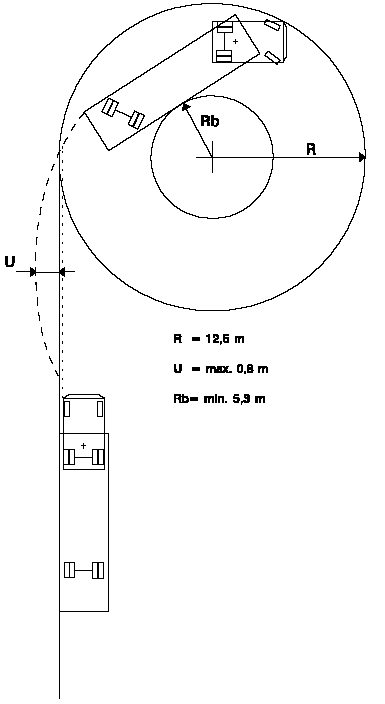 Rb
R
U
R = 12,5 m
U = max. 0,8 m
Rb= min. 5,3 m